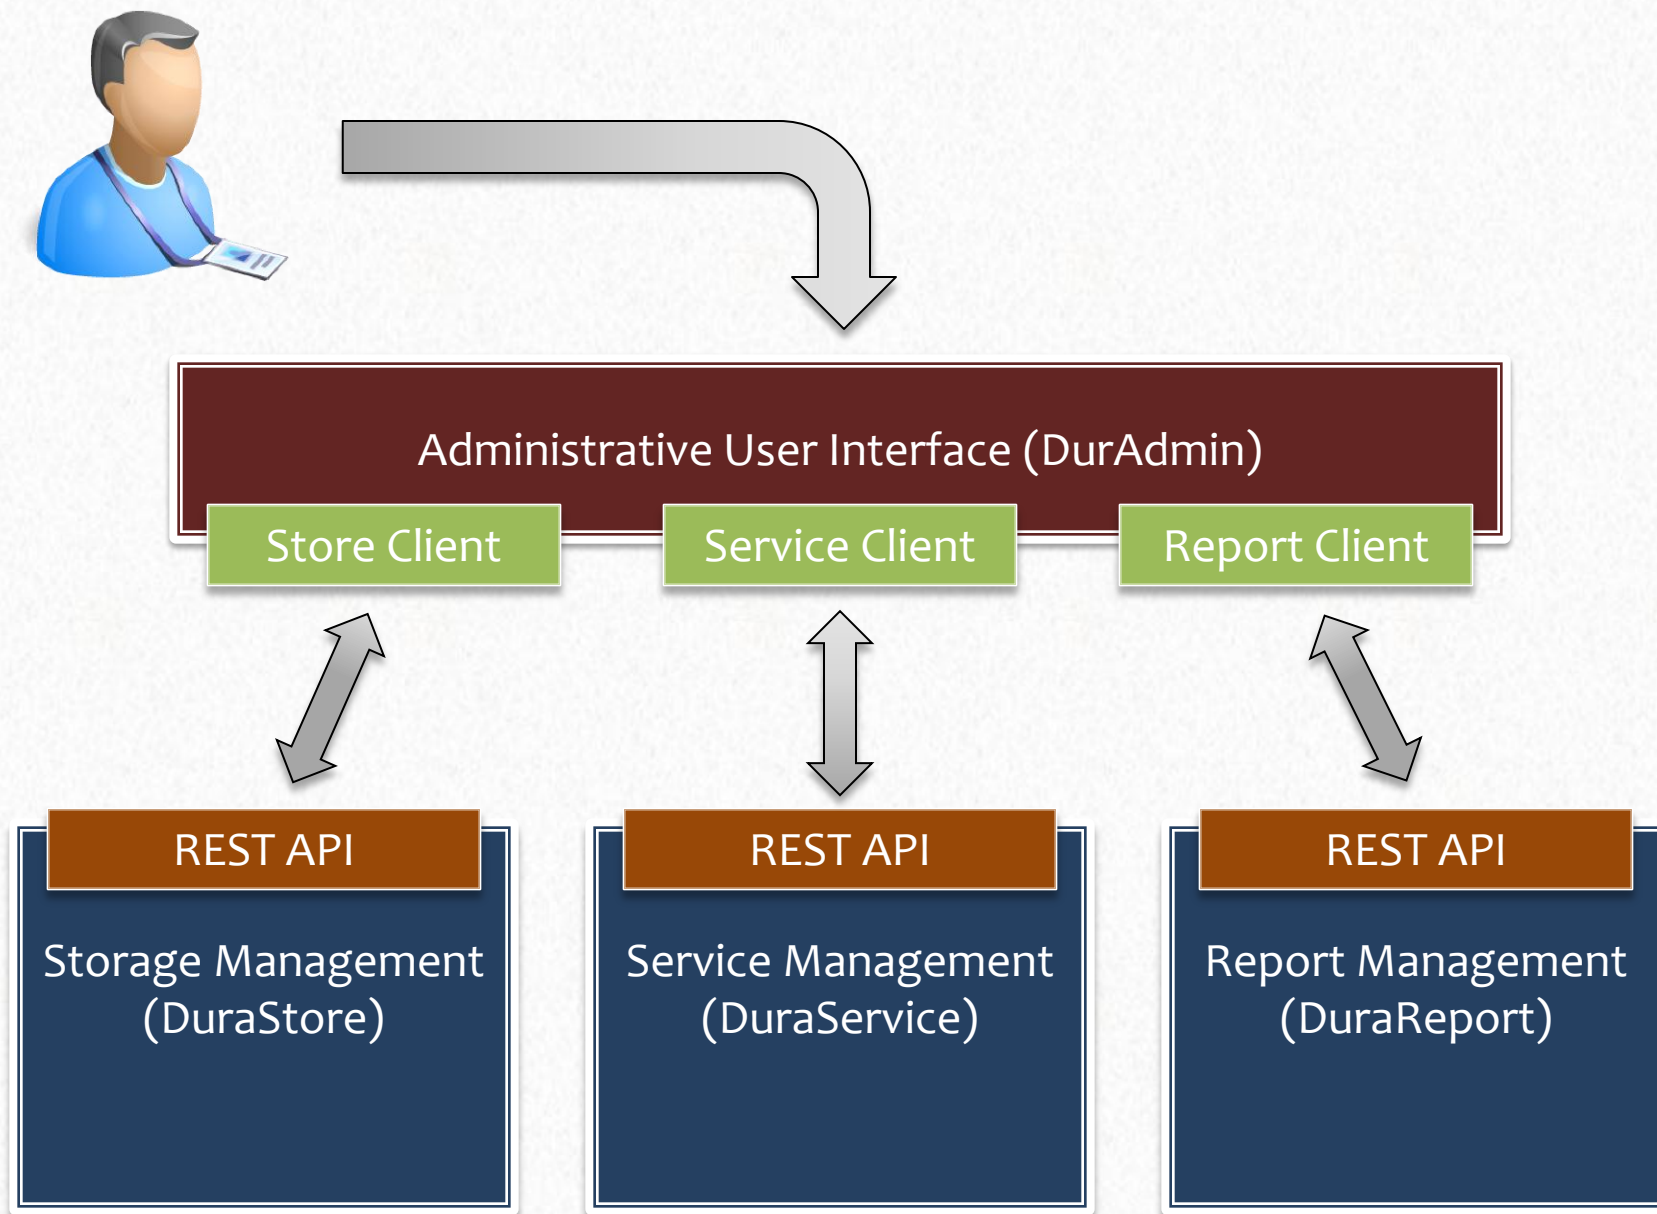 Administrative User Interface (DurAdmin)
Store Client
Service Client
Report Client
REST API
REST API
REST API
Storage Management
(DuraStore)
Service Management
(DuraService)
Report Management
(DuraReport)